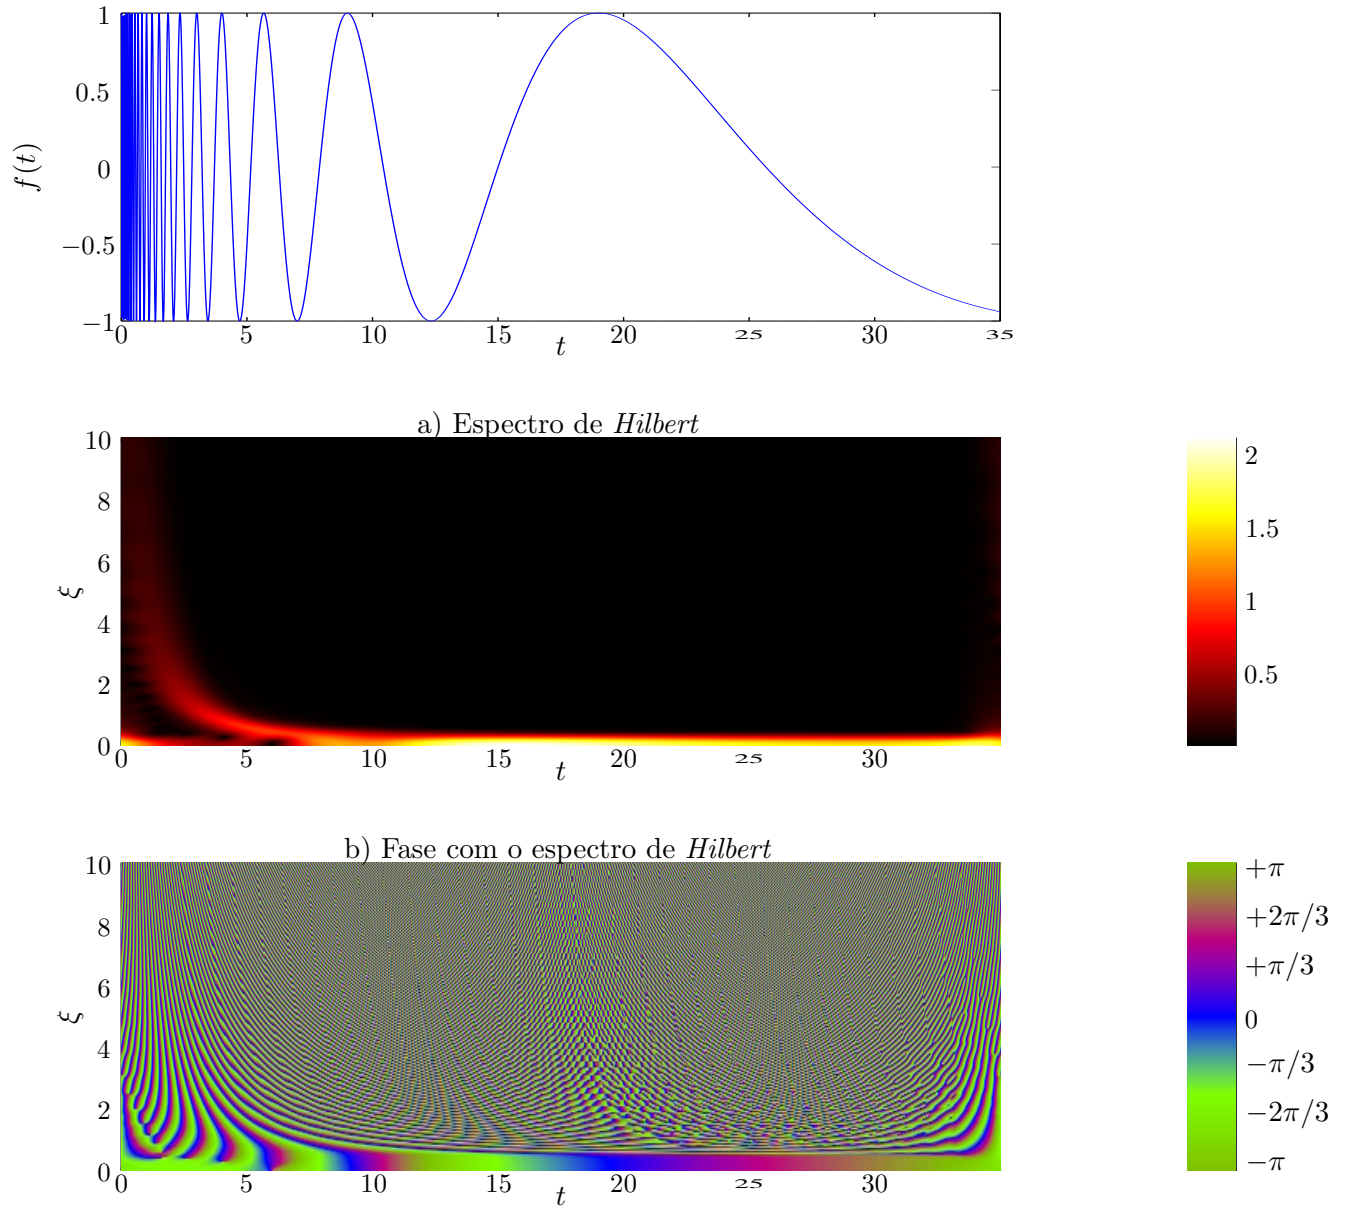 1
0.5
0
−0.5
−1
f(t)
0 5 10 15 20 25 30 35
t
a) Espectro de Hilbert
10
8
6
4
2
0
ξ
0 5 10 15 20 25 30
t
2
1.5
1
0.5
b) Fase com o espectro de Hilbert
10
8
6
4
2
0
ξ
0 5 10 15 20 25 30
t
+π
+2π/3
+π/3
0
−π/3
−2π/3
−π